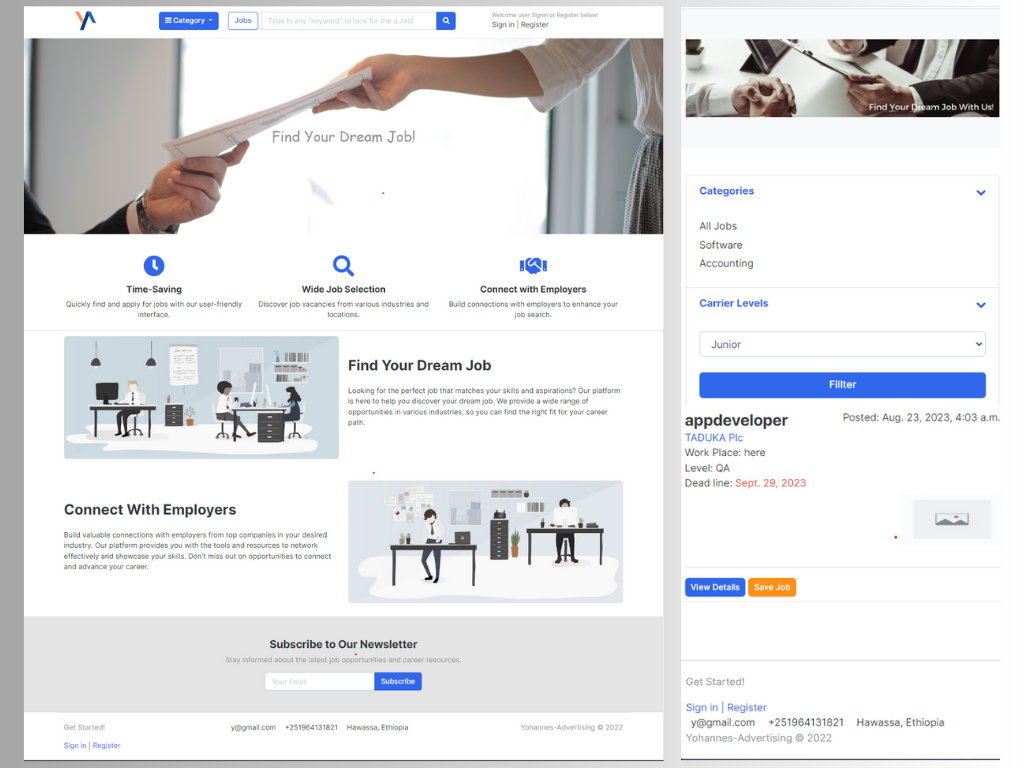 Category
Jobs
Type in any "keyword" to look for the a Job!
Welcome user Signin or Register below!
Sign in | Register
Find Your Dream Job!
Time-Saving
Quickly find and apply for jobs with our user-friendly
interface.
Wide Job Selection
Discover job vacancies from various industries and
locations.
Connect with Employers
Build connections with employers to enhance your
job search.
Find Your Dream Job
Looking for the perfect job that matches your skills and aspirations? Our platform
is here to help you discover your dream job. We provide a wide range of
opportunities in various industries, so you can find the right fit for your career
path.
Connect With Employers
Build valuable connections with employers from top companies in your desired
industry. Our platform provides you with the tools and resources to network
effectively and showcase your skills. Don't miss out on opportunities to connect
and advance your career.
Subscribe to Our Newsletter
Stay informed about the latest job opportunities and career resources.
Your Email
Subscribe
Get Started!
y@gmail.com +251964131821 Hawassa, Ethiopia
Yohannes-Advertising © 2022
Sign in | Register
Find Your Dream Job With Us!
Categories
All Jobs
Software
Accounting
Carrier Levels
Junior
Fillter
appdeveloper
Posted: Aug. 23, 2023, 4:03 a.m.
TADUKA Plc
Work Place: here
Level: QA
Dead line: Sept. 29, 2023
View Details
Save Job
Get Started!
Sign in | Register
y@gmail.com +251964131821 Hawassa, Ethiopia
Yohannes-Advertising © 2022